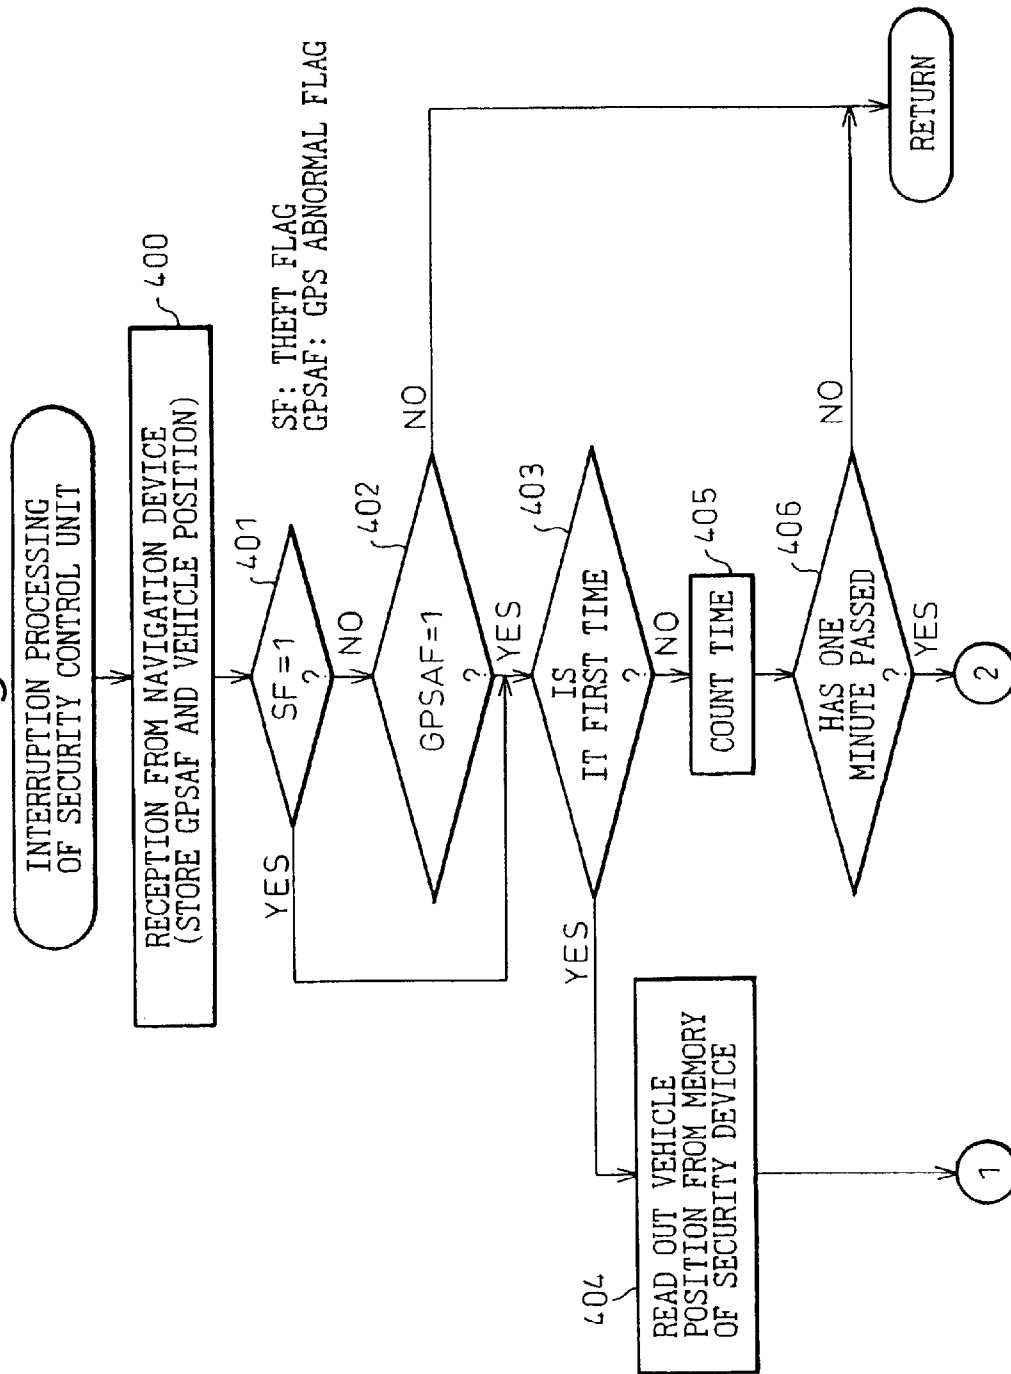 INTERRUPTION PROCESSING
OF SECURITY CONTROL UNIT
400
RECEPTION FROM NAVIGATION DEVICE
(STORE GPSAF AND VEHICLE POSITION)
SF: THEFT FLAG
GPSAF: GPS ABNORMAL FLAG
401
SF=1
?
YES
NO
402
GPSAF=1
?
NO
YES
403
IS
IT FIRST TIME
?
YES
NO
404
READ OUT VEHICLE
POSITION FROM MEMORY
OF SECURITY DEVICE
405
COUNT TIME
406
HAS ONE
MINUTE PASSED
?
NO
YES
1
2
RETURN